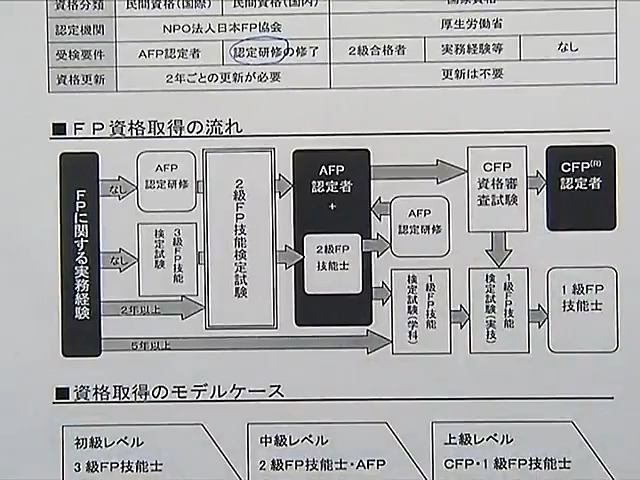 資格分類 民間資格(国際) 民間資格(国内) 国家資格
認定機関 NPO法人日本FP協会 厚生労働省
受検要件 AFP認定者 認定研修の修了 2級合格者 実務経験等 なし
資格更新 2年ごとの更新が必要 更新は不要
■FP資格取得の流れ
FPに関する実務経験
なし
AFP
認定研修
なし
3級FP技能
検定試験
2年以上
5年以上
2級FP技能検定試験
AFP
認定者
+
2級FP
技能士
AFP
認定研修
1級FP技能
検定試験(学科)
CFP
資格審
査試験
1級FP技能
検定試験(実技)
CFP(R)
認定者
1級FP
技能士
■資格取得のモデルケース
初級レベル
3級FP技能士
中級レベル
2級FP技能士・AFP
上級レベル
CFP・1級FP技能士